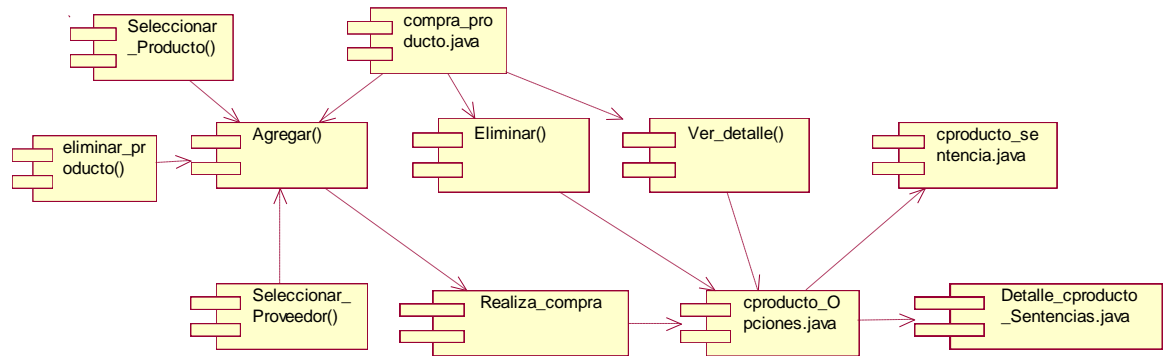 Seleccionar
_Producto()
compra_pro
ducto.java
eliminar_pr
oducto()
Agregar()
Eliminar()
Ver_detalle()
cproducto_se
ntencia.java
Seleccionar_
Proveedor()
Realiza_compra
cproducto_O
pciones.java
Detalle_cproducto
_Sentencias.java